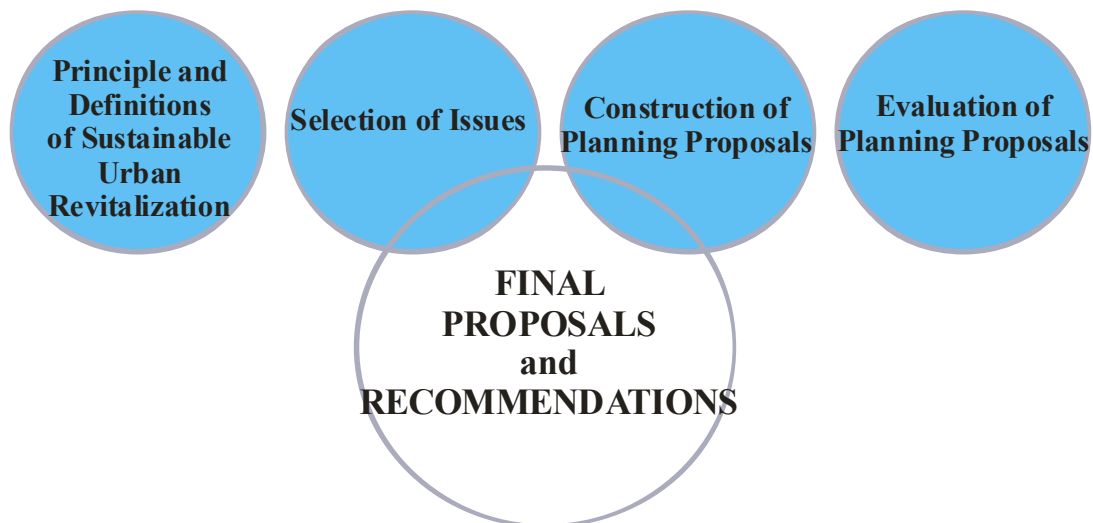 Principle and
Definitions
of Sustainable
Urban
Revitalization
Selection of Issues
Construction of
Planning Proposals
Evaluation of
Planning Proposals
FINAL
PROPOSALS
and
RECOMMENDATIONS